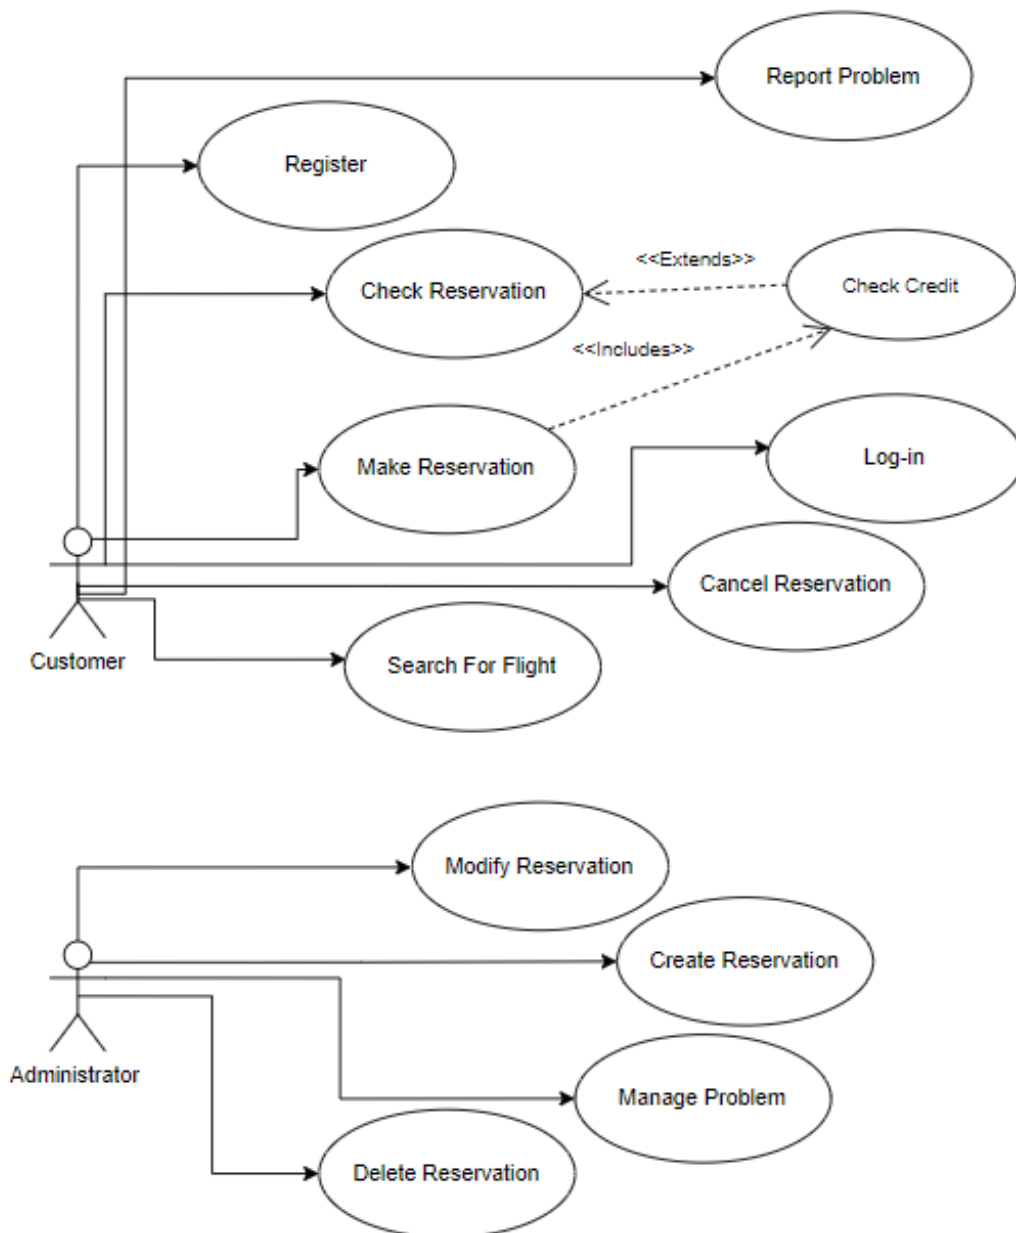 Report Problem
Register
<<Extends>>
Check Reservation
Check Credit
<<Includes>>
Make Reservation
Log-in
Cancel Reservation
Customer
Search For Flight
Modify Reservation
Create Reservation
Administrator
Manage Problem
Delete Reservation